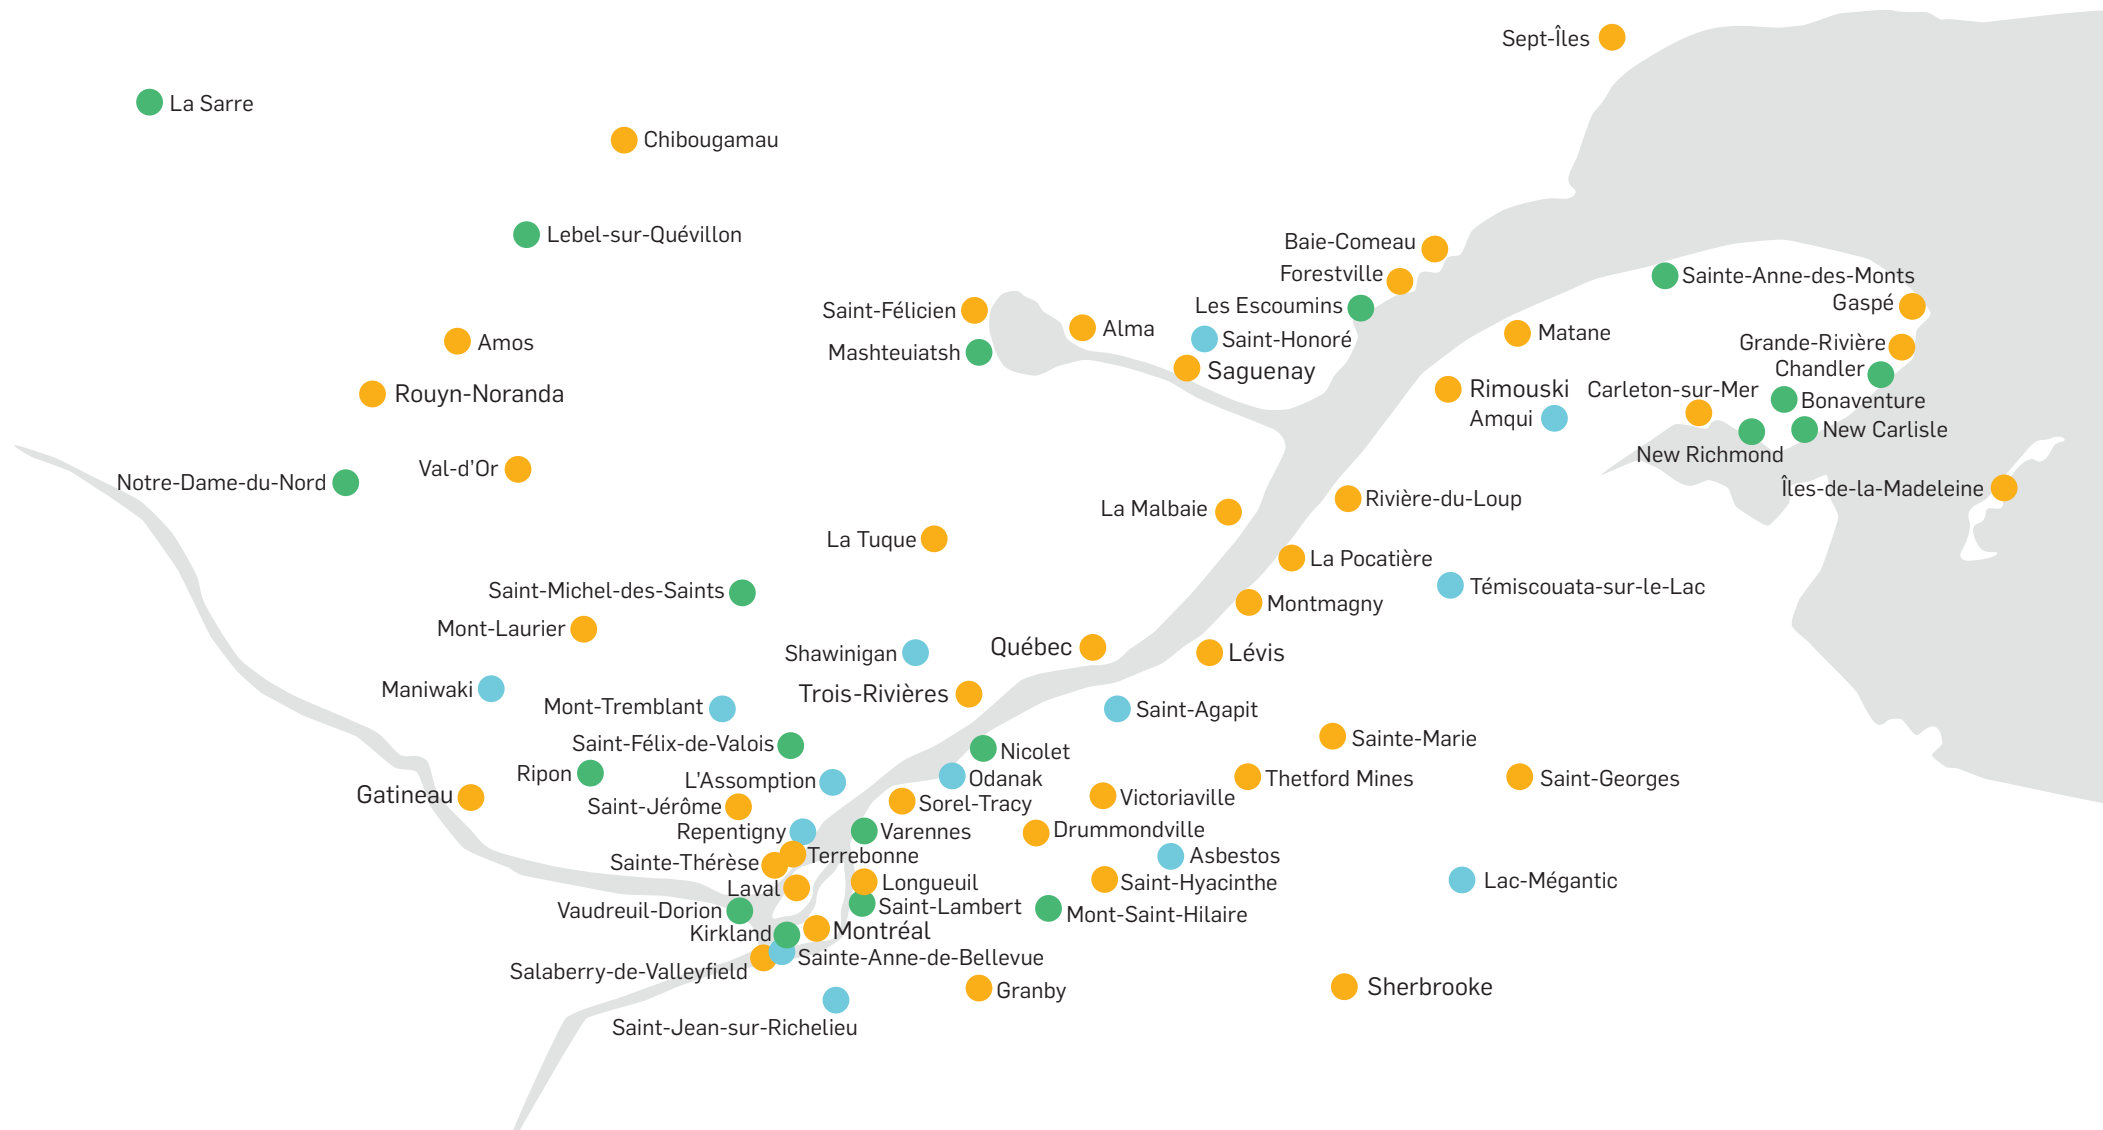 Sept-Îles
La Sarre
Chibougamau
Lebel-sur-Quévillon
Baie-Comeau
Forestville
Sainte-Anne-des-Monts
Gaspé
Les Escoumins
Saint-Félicien
Alma
Saint-Honoré
Matane
Amos
Grande-Rivière
Mashteuiatsh
Chandler
Saguenay
Rimouski
Carleton-sur-Mer
Rouyn-Noranda
Bonaventure
Amqui
New Carlisle
New Richmond
Val-d'Or
Notre-Dame-du-Nord
Îles-de-la-Madeleine
Rivière-du-Loup
La Malbaie
La Tuque
La Pocatière
Témiscouata-sur-le-Lac
Saint-Michel-des-Saints
Montmagny
Mont-Laurier
Québec
Lévis
Shawinigan
Maniwaki
Trois-Rivières
Mont-Tremblant
Saint-Agapit
Sainte-Marie
Saint-Félix-de-Valois
Nicolet
Ripon
L'Assomption
Odanak
Thetford Mines
Saint-Georges
Gatineau
Saint-Jérôme
Sorel-Tracy
Victoriaville
Repentigny
Varennes
Drummondville
Sainte-Thérèse
Terrebonne
Asbestos
Laval
Longueuil
Saint-Hyacinthe
Lac-Mégantic
Vaudreuil-Dorion
Saint-Lambert
Mont-Saint-Hilaire
Kirkland
Montréal
Sainte-Anne-de-Bellevue
Salaberry-de-Valleyfield
Granby
Sherbrooke
Saint-Jean-sur-Richelieu